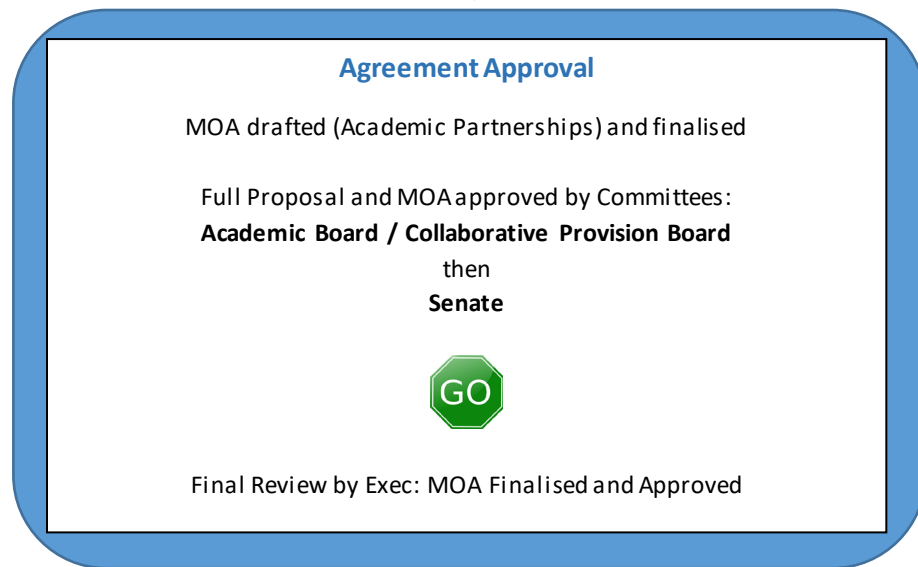 Agreement Approval
MOA drafted (Academic Partnerships) and finalised
Full Proposal and MOA approved by Committees:
Academic Board / Collaborative Provision Board
then
Senate
GO
Final Review by Exec: MOA Finalised and Approved